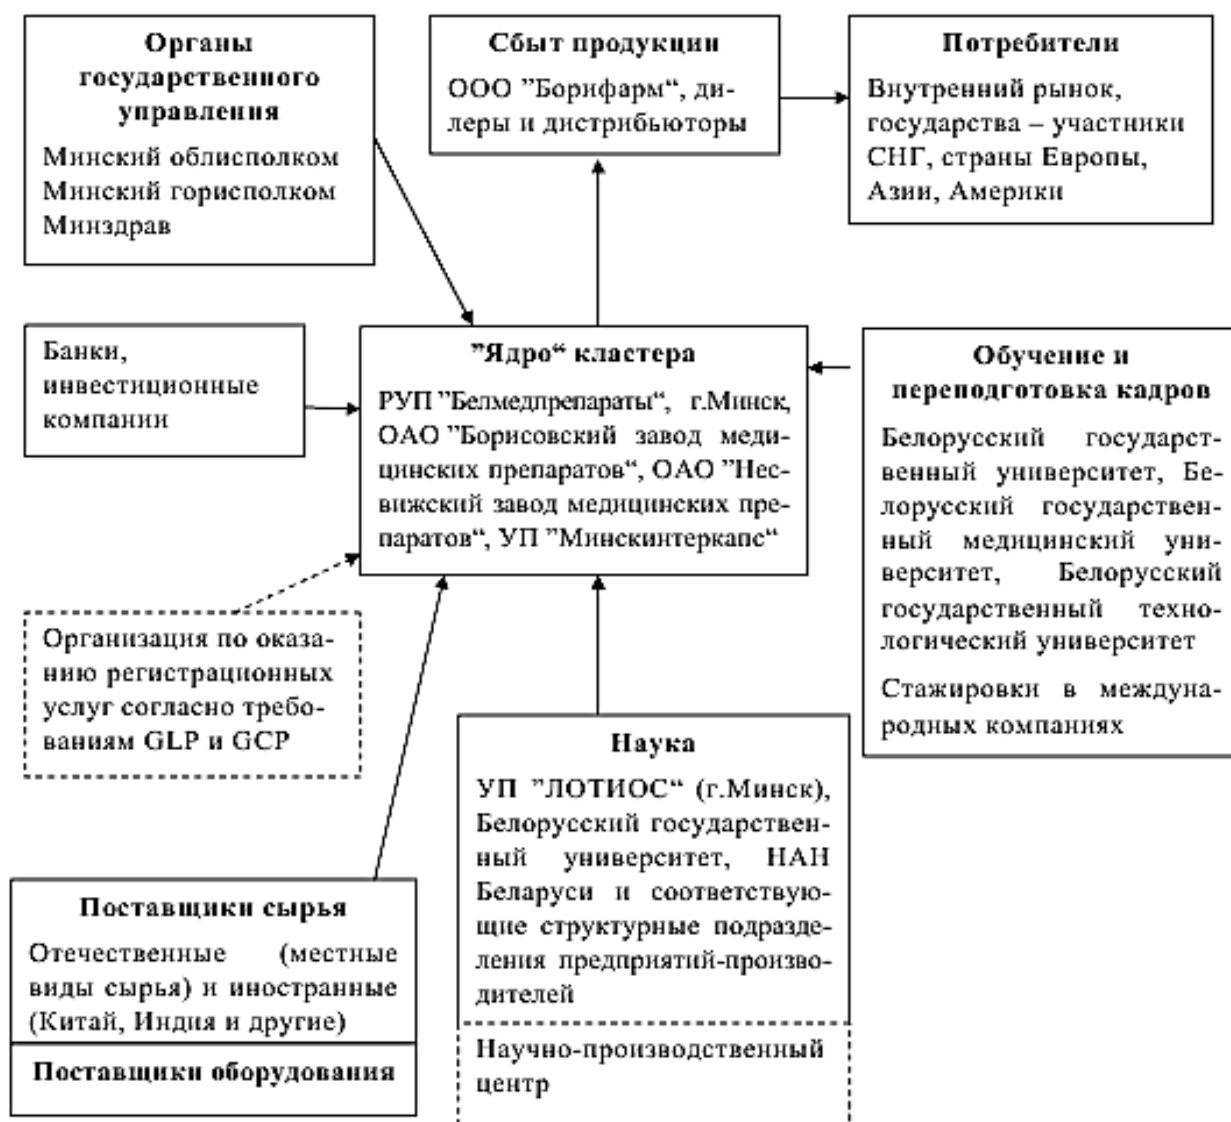 Органы
государственного
управления
Минский облисполком
Минский горисполком
Минздрав
Сбыт продукции
ООО ”Борифарм“, ди-
леры и дистрибьюторы
Потребители
Внутренний рынок,
государства – участники
СНГ, страны Европы,
Азии, Америки
Банки,
инвестиционные
компании
”Ядро“ кластера
РУП ”Белмедпрепараты“, г.Минск,
ОАО ”Борисовский завод меди-
цинских препаратов“, ОАО ”Нес-
вижский завод медицинских пре-
паратов“, УП ”Минскинтеркапс“
Обучение и
переподготовка кадров
Белорусский государст-
венный университет, Бе-
лорусский государствен-
ный медицинский уни-
верситет, Белорусский
государственный техно-
логический университет
Стажировки в междуна-
родных компаниях
Организация по оказа-
нию регистрационных
услуг согласно требо-
ваниям GLP и GCP
Наука
УП ”ЛОТИОС“ (г.Минск),
Белорусский государствен-
ный университет, НАН
Беларуси и соответствую-
щие структурные подразде-
ления предприятий-произво-
дителей
Научно-производственный
центр
Поставщики сырья
Отечественные (местные
виды сырья) и иностранные
(Китай, Индия и другие)
Поставщики оборудования